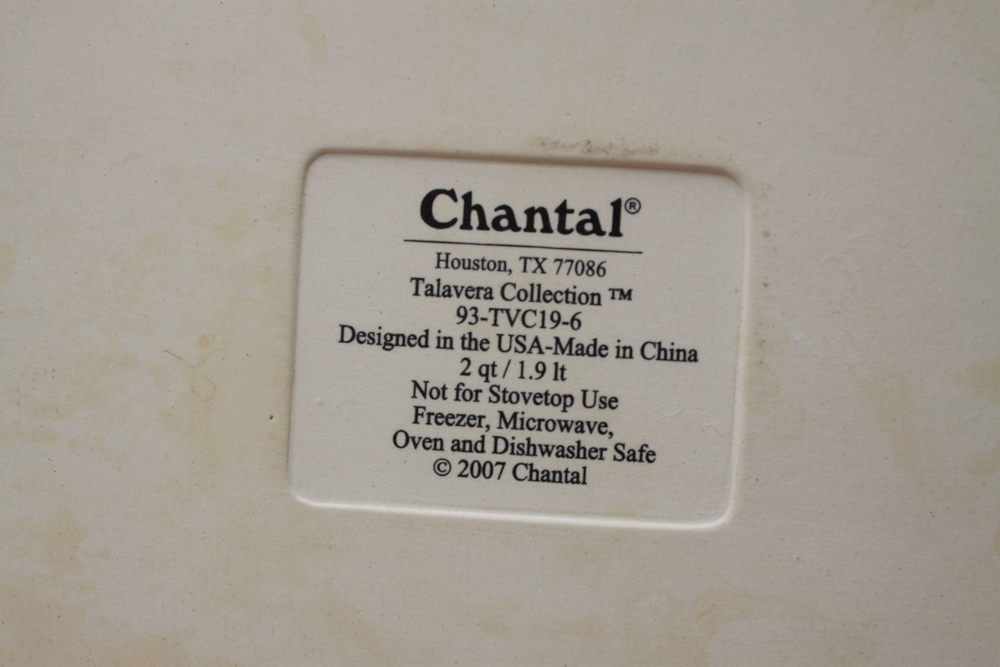 Chantal®
Houston, TX 77086
Talavera Collection ™
93-TVC19-6
Designed in the USA-Made in China
2 qt / 1.9 lt
Not for Stovetop Use
Freezer, Microwave,
Oven and Dishwasher Safe
© 2007 Chantal